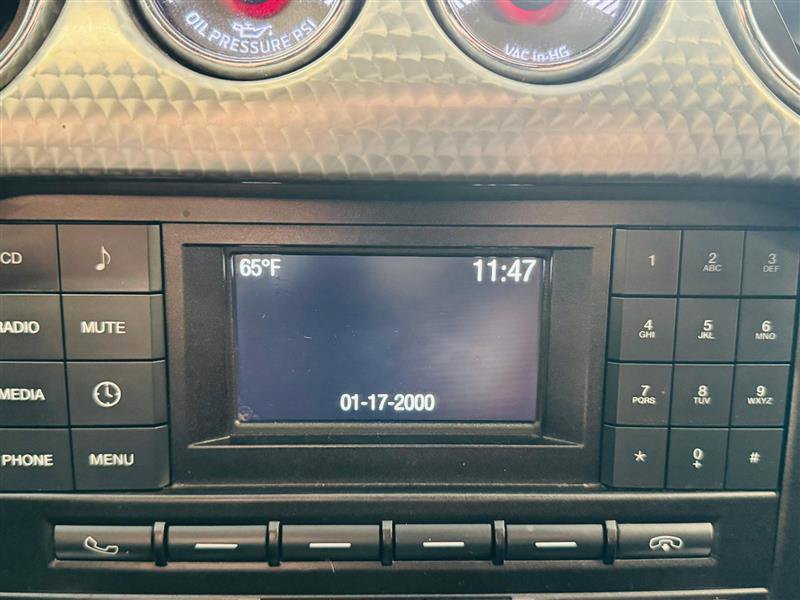 OIL PRESSURE PSI
VAC In-HG
65°F 11:47
01-17-2000
CD
RADIO MUTE
MEDIA
PHONE MENU
1 2 ABC 3 DEF
4 GHI 5 JKL 6 MNO
7 PQRS 8 TUV 9 WXYZ
* 0 + #